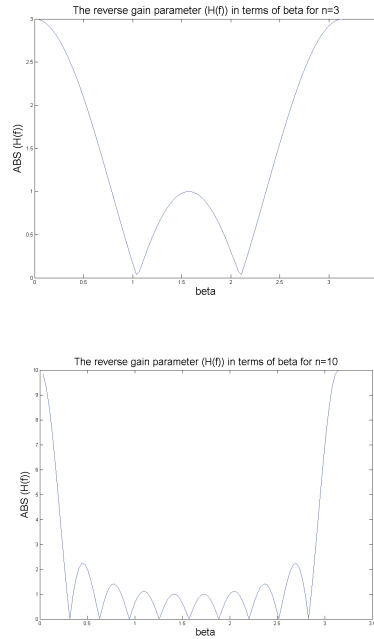 The reverse gain parameter (H(f)) in terms of beta for n=3
3
2.5
2
1.5
1
0.5
0
ABS (H(f))
0 0.5 1 1.5 2 2.5 3
beta
The reverse gain parameter (H(f)) in terms of beta for n=10
10
9
8
7
6
5
4
3
2
1
0
ABS (H(f))
0 0.5 1 1.5 2 2.5 3 3.5
beta